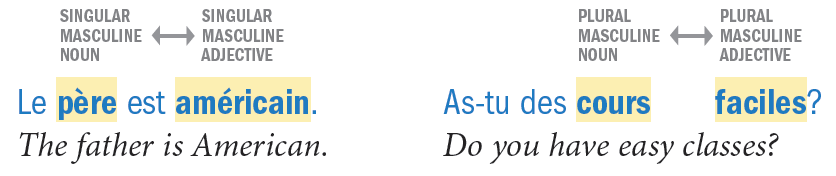 SINGULAR MASCULINE NOUN
SINGULAR MASCULINE ADJECTIVE
Le père est américain.
The father is American.
PLURAL MASCULINE NOUN
PLURAL MASCULINE ADJECTIVE
As-tu des cours faciles?
Do you have easy classes?